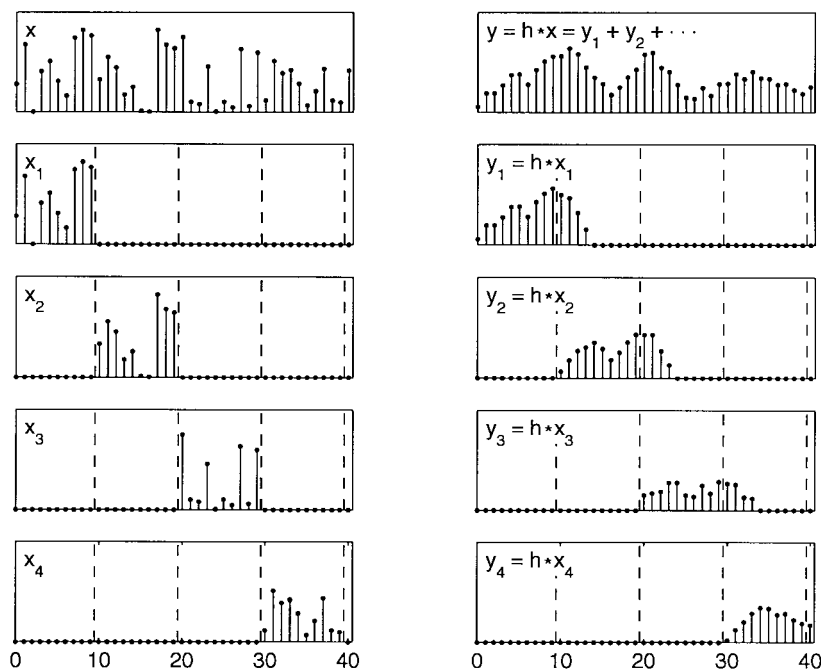 x
x₁
x₂
x₃
x₄
0 10 20 30 40
y = h*x = y₁ + y₂ + · · ·
y₁ = h*x₁
y₂ = h*x₂
y₃ = h*x₃
y₄ = h*x₄
0 10 20 30 40